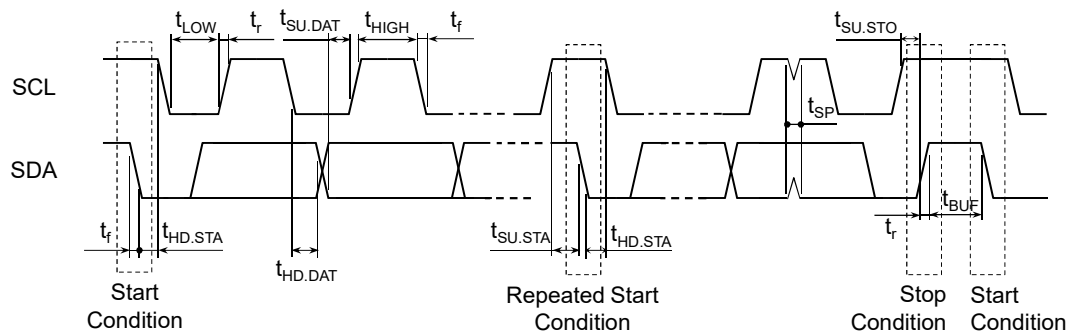 tLOW tr tSU.DAT tHIGH tf tSU.STO
SCL
tSP
SDA
tf tHD.STA tSU.STA tHD.STA tr tBUF
tHD.DAT
Start
Condition
Repeated Start
Condition
Stop
Condition
Start
Condition